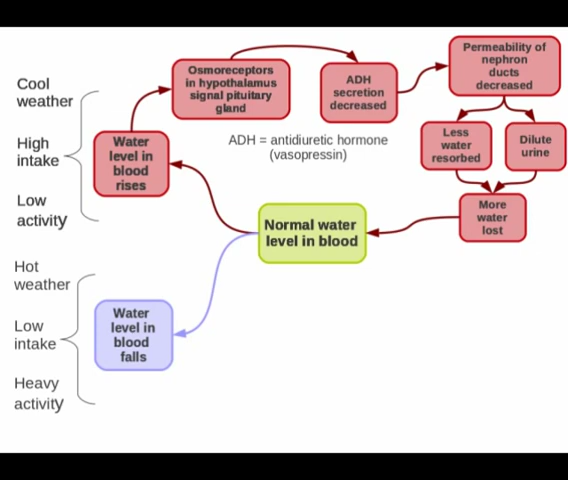 Cool
weather
High
intake
Low
activity
Water
level in
blood
rises
Osmoreceptors
in hypothalamus
signal pituitary
gland
ADH
secretion
decreased
Permeability of
nephron
ducts
decreased
Less
water
resorbed
Dilute
urine
More
water
lost
ADH = antidiuretic hormone
(vasopressin)
Normal water
level in blood
Hot
weather
Low
intake
Heavy
activity
Water
level in
blood
falls